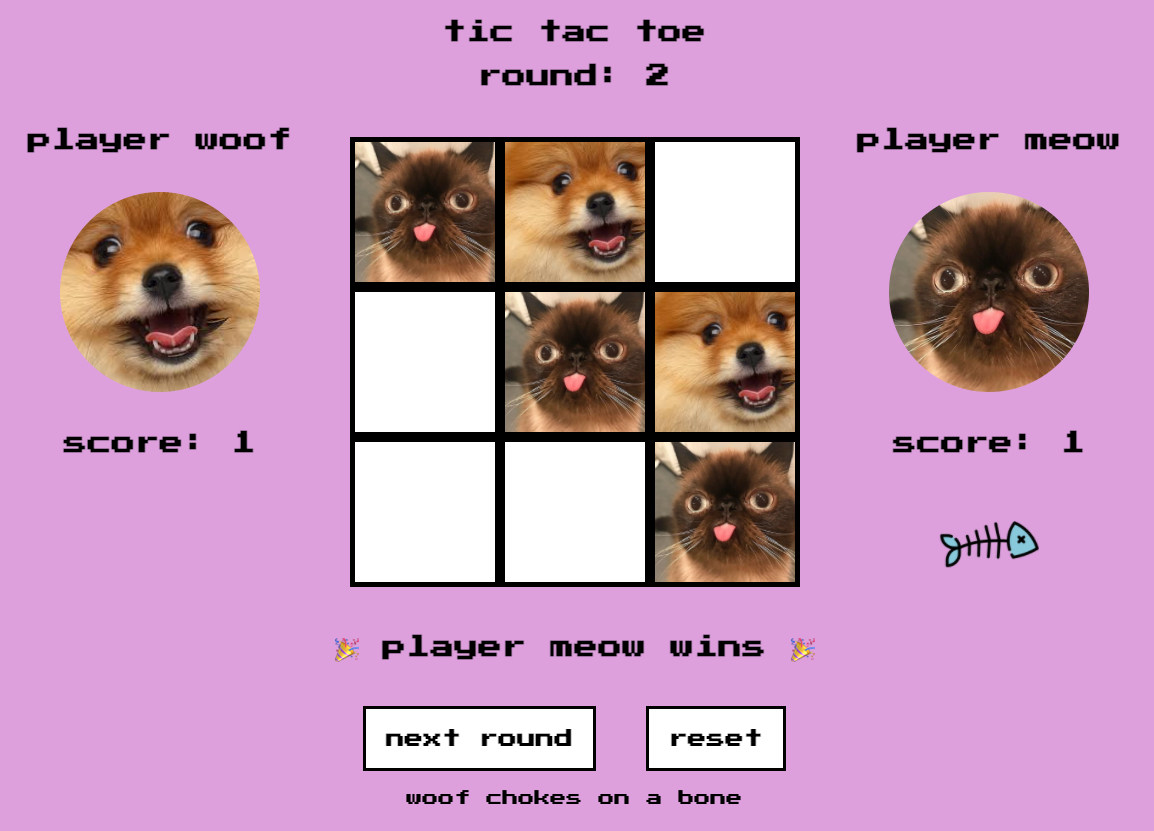 tic tac toe
round: 2
player woof
player meow
score: 1
score: 1
🎉 player meow wins 🎉
next round
reset
woof chokes on a bone